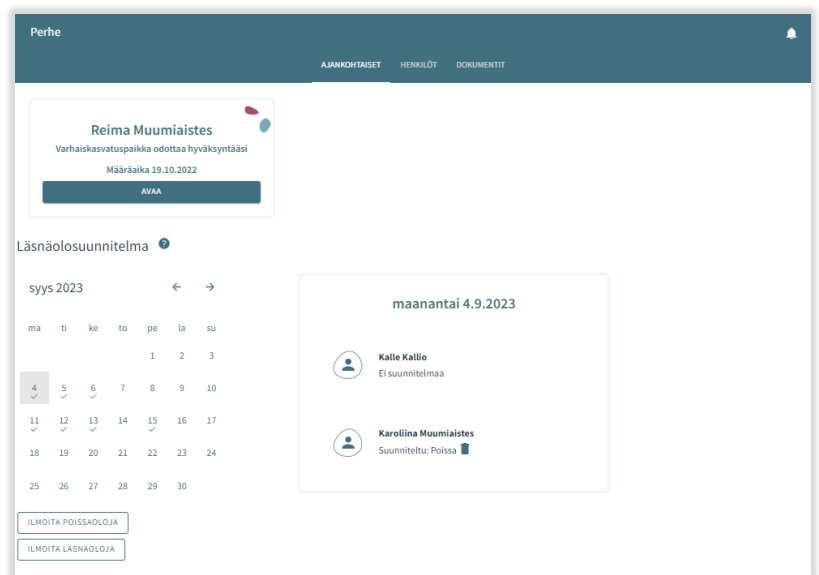 Perhe
AJANKOHTAISET HENKILÖT DOKUMENTIT
Reima Muumiaistes
Varhaiskasvatuspaikka odottaa hyväksyntääsi
Määräaika 19.10.2022
AVAA
Läsnäolosuunnitelma ?
syys 2023 ← →
ma ti ke to pe la su
1 2 3
4 5 6 7 8 9 10
11 12 13 14 15 16 17
18 19 20 21 22 23 24
25 26 27 28 29 30
ILMOITA POISSAOLOJA
ILMOITA LÄSNÄOLOJA
maanantai 4.9.2023
Kalle Kallio
Ei suunnitelmaa
Karoliina Muumiaistes
Suunniteltu: Poissa